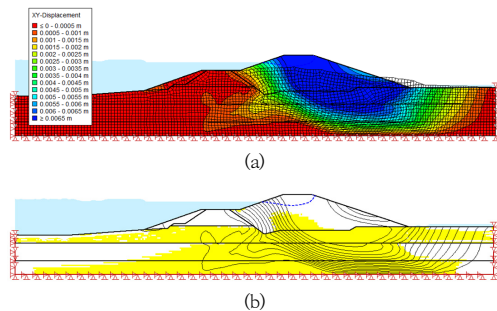 XY-Displacement
≤ 0 - 0.0005 m
0.0005 - 0.001 m
0.001 - 0.0015 m
0.0015 - 0.002 m
0.002 - 0.0025 m
0.0025 - 0.003 m
0.003 - 0.0035 m
0.0035 - 0.004 m
0.004 - 0.0045 m
0.0045 - 0.005 m
0.005 - 0.0055 m
0.0055 - 0.006 m
0.006 - 0.0065 m
≥ 0.0065 m
(a)
(b)